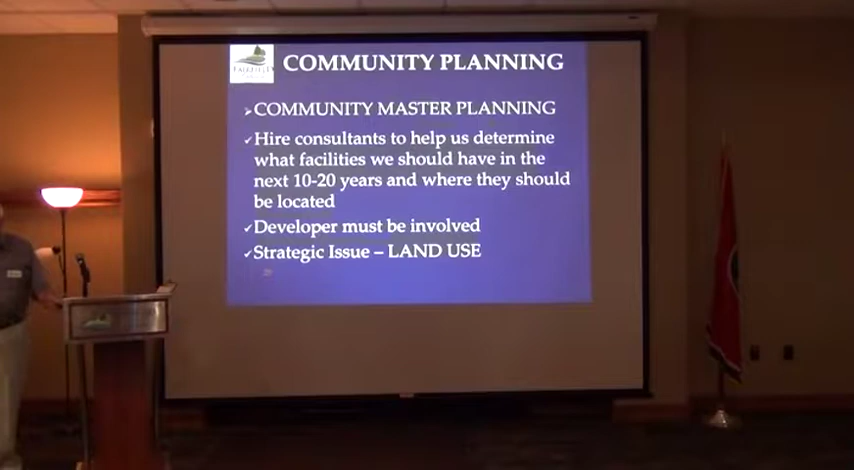 FAIRFIELD
COMMUNITY PLANNING
COMMUNITY MASTER PLANNING
Hire consultants to help us determine
what facilities we should have in the
next 10-20 years and where they should
be located
Developer must be involved
Strategic Issue – LAND USE